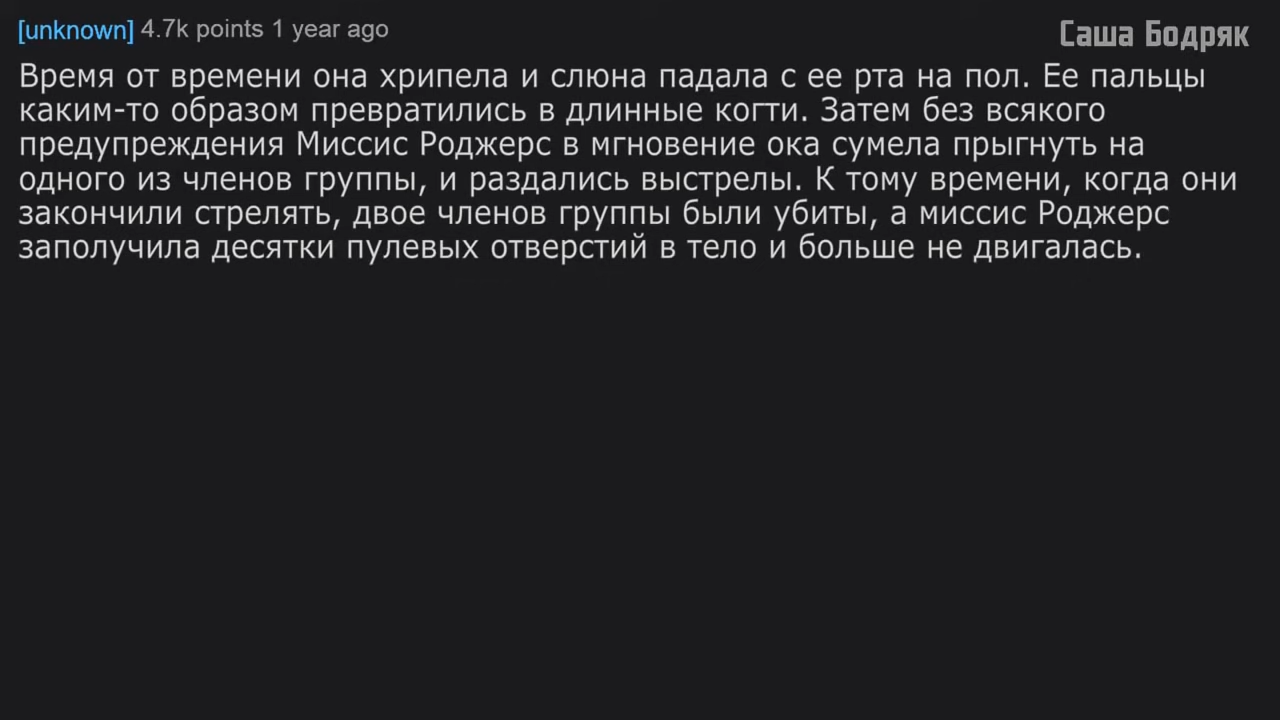 [unknown] 4.7k points 1 year ago
Саша Бодряк
Время от времени она хрипела и слюна падала с ее рта на пол. Ее пальцы
каким-то образом превратились в длинные когти. Затем без всякого
предупреждения Миссис Роджерс в мгновение ока сумела прыгнуть на
одного из членов группы, и раздались выстрелы. К тому времени, когда они
закончили стрелять, двое членов группы были убиты, а миссис Роджерс
заполучила десятки пулевых отверстий в тело и больше не двигалась.